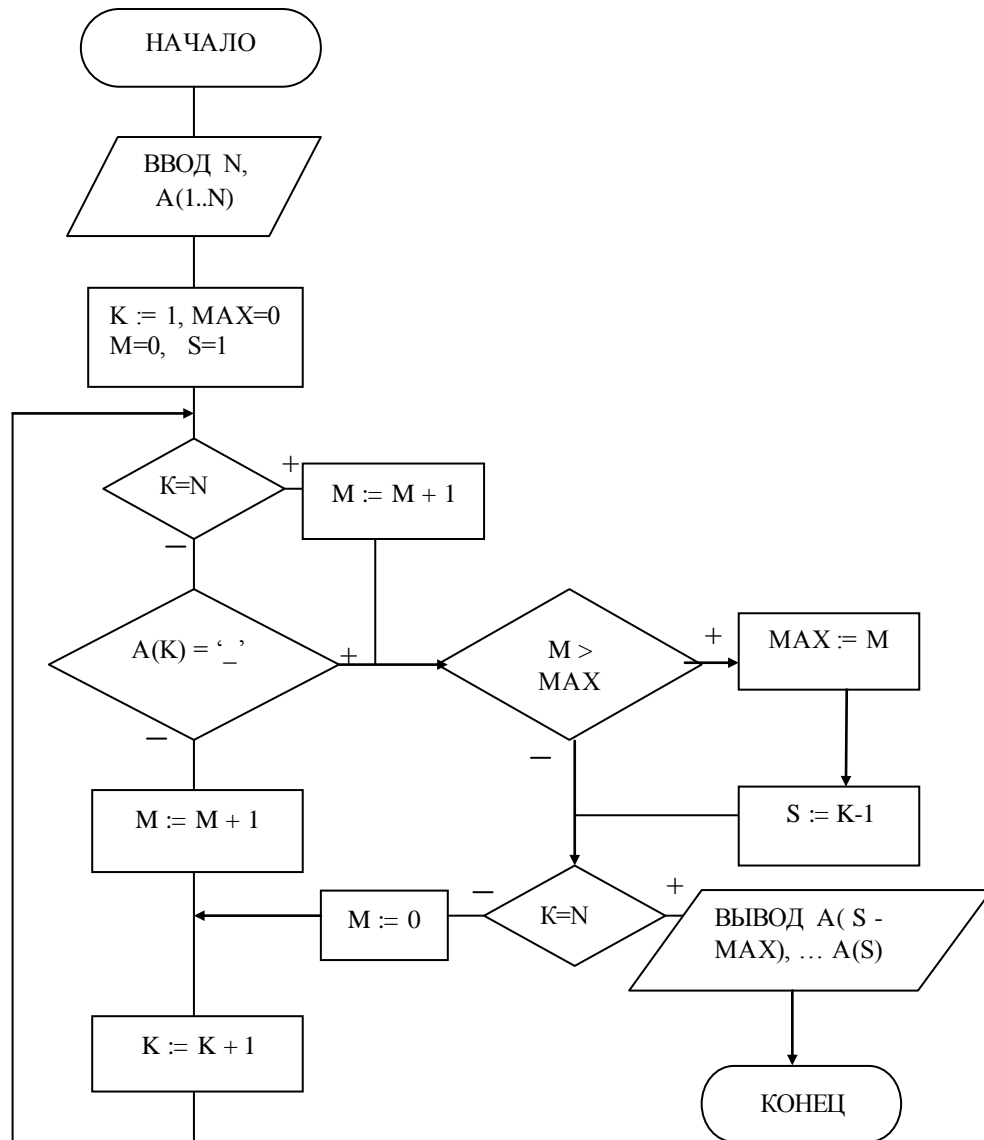 НАЧАЛО
ВВОД N,
A(1..N)
K := 1, MAX=0
M=0, S=1
K=N
+
M := M + 1
–
A(K) = ‘_’
+
M >
MAX
+
MAX := M
–
–
M := M + 1
S := K-1
–
M := 0
K=N
+
ВЫВОД A( S -
MAX), … A(S)
K := K + 1
КОНЕЦ